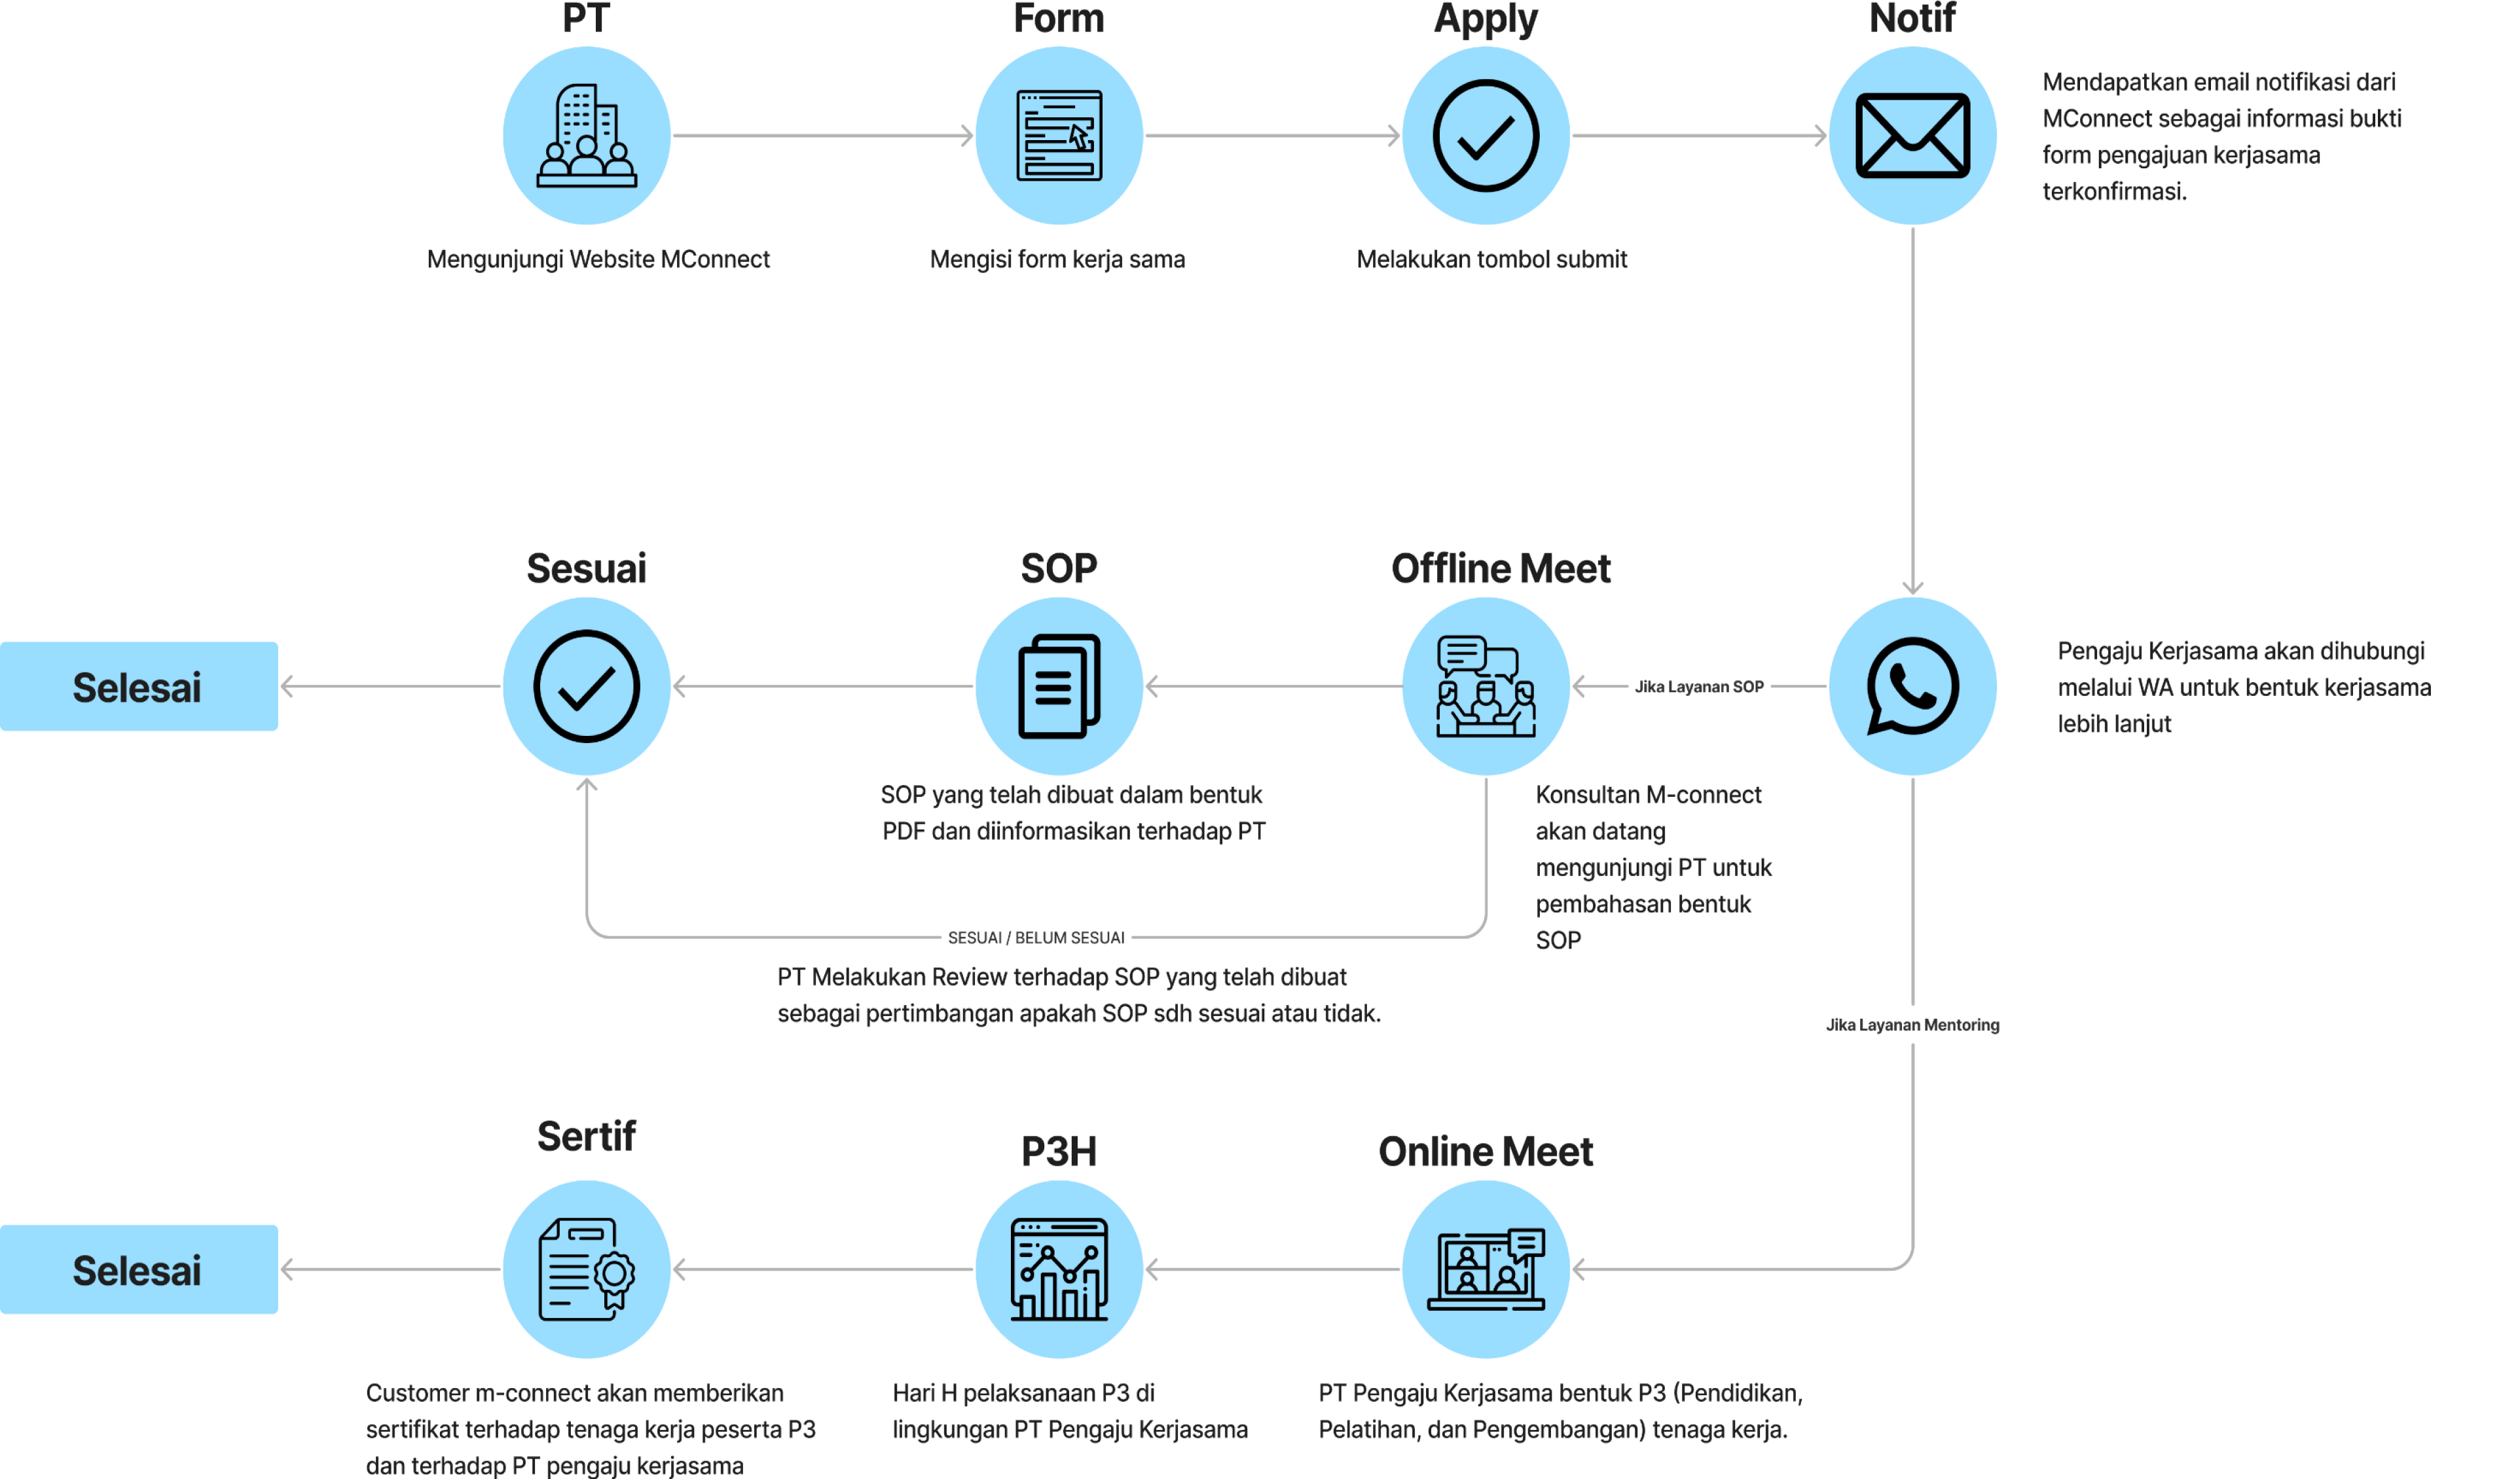 PT
Form
Apply
Notif
Mendapatkan email notifikasi dari
MConnect sebagai informasi bukti
form pengajuan kerjasama
terkonfirmasi.
Mengunjungi Website MConnect
Mengisi form kerja sama
Melakukan tombol submit
Sesuai
SOP
Offline Meet
Selesai
Jika Layanan SOP
Pengaju Kerjasama akan dihubungi
melalui WA untuk bentuk kerjasama
lebih lanjut
SOP yang telah dibuat dalam bentuk
PDF dan diinformasikan terhadap PT
Konsultan M-connect
akan datang
mengunjungi PT untuk
pembahasan bentuk
SOP
SESUAI / BELUM SESUAI
PT Melakukan Review terhadap SOP yang telah dibuat
sebagai pertimbangan apakah SOP sdh sesuai atau tidak.
Jika Layanan Mentoring
Sertif
P3H
Online Meet
Selesai
Customer m-connect akan memberikan
sertifikat terhadap tenaga kerja peserta P3
dan terhadap PT pengaju kerjasama
Hari H pelaksanaan P3 di
lingkungan PT Pengaju Kerjasama
PT Pengaju Kerjasama bentuk P3 (Pendidikan,
Pelatihan, dan Pengembangan) tenaga kerja.